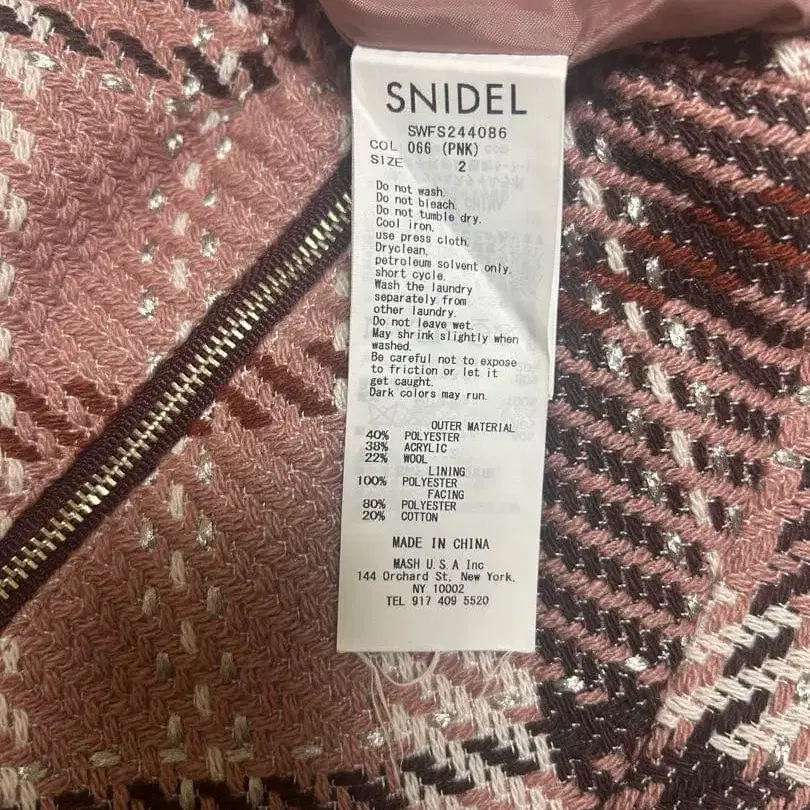 SNIDEL
SWFS244086
COL 066 (PNK)
SIZE 2
Do not wash.
Do not bleach.
Do not tumble dry.
Cool iron,
use press cloth.
Dryclean,
petroleum solvent only,
short cycle.
Wash the laundry
separately from
other laundry.
Do not leave wet.
May shrink slightly when
washed.
Be careful not to expose
to friction or let it
get caught.
Dark colors may run.
OUTER MATERIAL
40% POLYESTER
38% ACRYLIC
22% WOOL
LINING
100% POLYESTER
FACING
80% POLYESTER
20% COTTON
MADE IN CHINA
MASH U.S.A Inc
144 Orchard St, New York,
NY 10002
TEL 917 409 5520